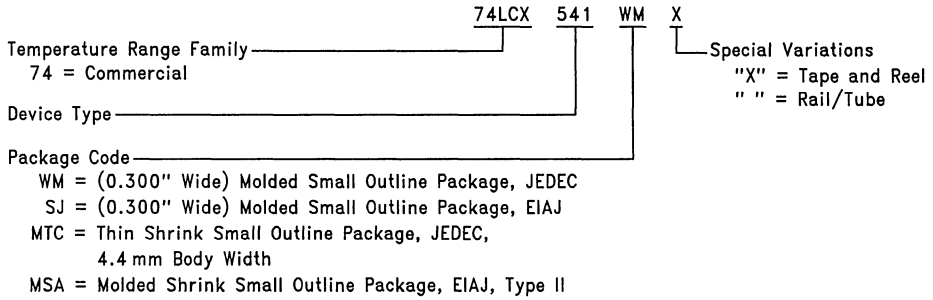 74LCX 541 WM X
Temperature Range Family
74 = Commercial
Special Variations
"X" = Tape and Reel
" " = Rail/Tube
Device Type
Package Code
WM = (0.300" Wide) Molded Small Outline Package, JEDEC
SJ = (0.300" Wide) Molded Small Outline Package, EIAJ
MTC = Thin Shrink Small Outline Package, JEDEC,
4.4 mm Body Width
MSA = Molded Shrink Small Outline Package, EIAJ, Type II